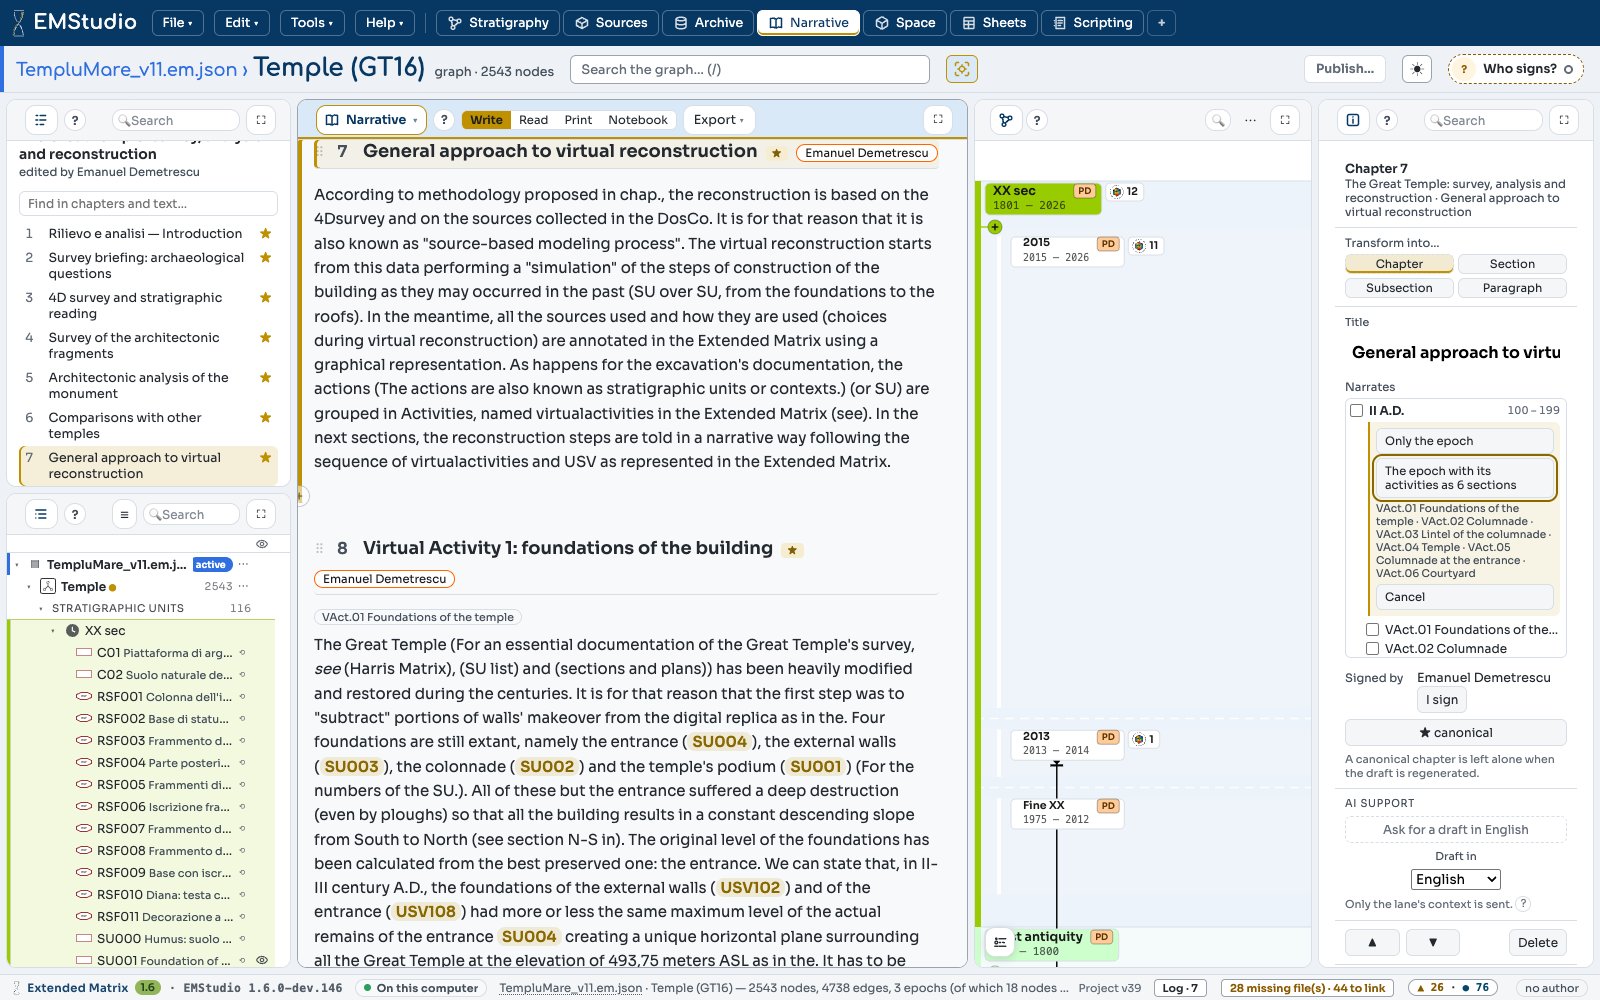 EMStudio File Edit Tools Help Stratigraphy Sources Archive Narrative Space Sheets Scripting +
TempluMare_v11.em.json › Temple (GT16) graph · 2543 nodes Search the graph... (/) Publish... ? Who signs?
? Search
and reconstruction
edited by Emanuel Demetrescu
Find in chapters and text...
1 Rilievo e analisi — Introduction ★
2 Survey briefing: archaeological ★
questions
3 4D survey and stratigraphic ★
reading
4 Survey of the architectonic ★
fragments
5 Architectonic analysis of the ★
monument
6 Comparisons with other ★
temples
7 General approach to virtual ★
reconstruction
? Search
TempluMare_v11.em.j... active ...
Temple 2543 ...
STRATIGRAPHIC UNITS 116
XX sec
C01 Piattaforma di arg...
C02 Suolo naturale de...
RSF001 Colonna dell'i...
RSF002 Base di statu...
RSF003 Frammento d...
RSF004 Parte posteri...
RSF005 Frammenti di...
RSF006 Iscrizione fra...
RSF007 Frammento d...
RSF008 Frammento d...
RSF009 Base con iscr...
RSF010 Diana: testa c...
RSF011 Decorazione a ...
SU000 Humus: suolo ...
SU001 Foundation of ...
Narrative ? Write Read Print Notebook Export
7 General approach to virtual reconstruction ★ Emanuel Demetrescu
According to methodology proposed in chap., the reconstruction is based on the
4Dsurvey and on the sources collected in the DosCo. It is for that reason that it is
also known as "source-based modeling process". The virtual reconstruction starts
from this data performing a "simulation" of the steps of construction of the
building as they may occurred in the past (SU over SU, from the foundations to the
roofs). In the meantime, all the sources used and how they are used (choices
during virtual reconstruction) are annotated in the Extended Matrix using a
graphical representation. As happens for the excavation's documentation, the
actions (The actions are also known as stratigraphic units or contexts.) (or SU) are
grouped in Activities, named virtualactivities in the Extended Matrix (see). In the
next sections, the reconstruction steps are told in a narrative way following the
sequence of virtualactivities and USV as represented in the Extended Matrix.
8 Virtual Activity 1: foundations of the building ★
Emanuel Demetrescu
VAct.01 Foundations of the temple
The Great Temple (For an essential documentation of the Great Temple's survey,
see (Harris Matrix), (SU list) and (sections and plans)) has been heavily modified
and restored during the centuries. It is for that reason that the first step was to
"subtract" portions of walls' makeover from the digital replica as in the. Four
foundations are still extant, namely the entrance ( SU004 ), the external walls
( SU003 ), the colonnade ( SU002 ) and the temple's podium ( SU001 ) (For the
numbers of the SU.). All of these but the entrance suffered a deep destruction
(even by ploughs) so that all the building results in a constant descending slope
from South to North (see section N-S in). The original level of the foundations has
been calculated from the best preserved one: the entrance. We can state that, in II-
III century A.D., the foundations of the external walls ( USV102 ) and of the
entrance ( USV108 ) had more or less the same maximum level of the actual
remains of the entrance SU004 creating a unique horizontal plane surrounding
all the Great Temple at the elevation of 493,75 meters ASL as in the. It has to be
? ...
XX sec PD 12
1801 – 2026
2015 PD 11
2015 – 2026
2013 PD 1
2013 – 2014
Fine XX PD
1975 – 2012
t antiquity PD
– 1800
? Search
Chapter 7
The Great Temple: survey, analysis and
reconstruction · General approach to
virtual reconstruction
Transform into...
Chapter Section
Subsection Paragraph
Title
General approach to virtu
Narrates
II A.D. 100 – 199
Only the epoch
The epoch with its
activities as 6 sections
VAct.01 Foundations of the
temple · VAct.02 Columnade ·
VAct.03 Lintel of the columnade ·
VAct.04 Temple · VAct.05
Columnade at the entrance ·
VAct.06 Courtyard
Cancel
VAct.01 Foundations of the...
VAct.02 Columnade
Signed by Emanuel Demetrescu
I sign
★ canonical
A canonical chapter is left alone when
the draft is regenerated.
AI SUPPORT
Ask for a draft in English
Draft in
English
Only the lane's context is sent. ?
▲ ▼ Delete
Extended Matrix 1.6 · EMStudio 1.6.0-dev.146 On this computer TempluMare_v11.em.json · Temple (GT16) — 2543 nodes, 4738 edges, 3 epochs (of which 18 nodes ... Project v39 Log · 7 28 missing file(s) · 44 to link ▲ 26 · ● 76 no author